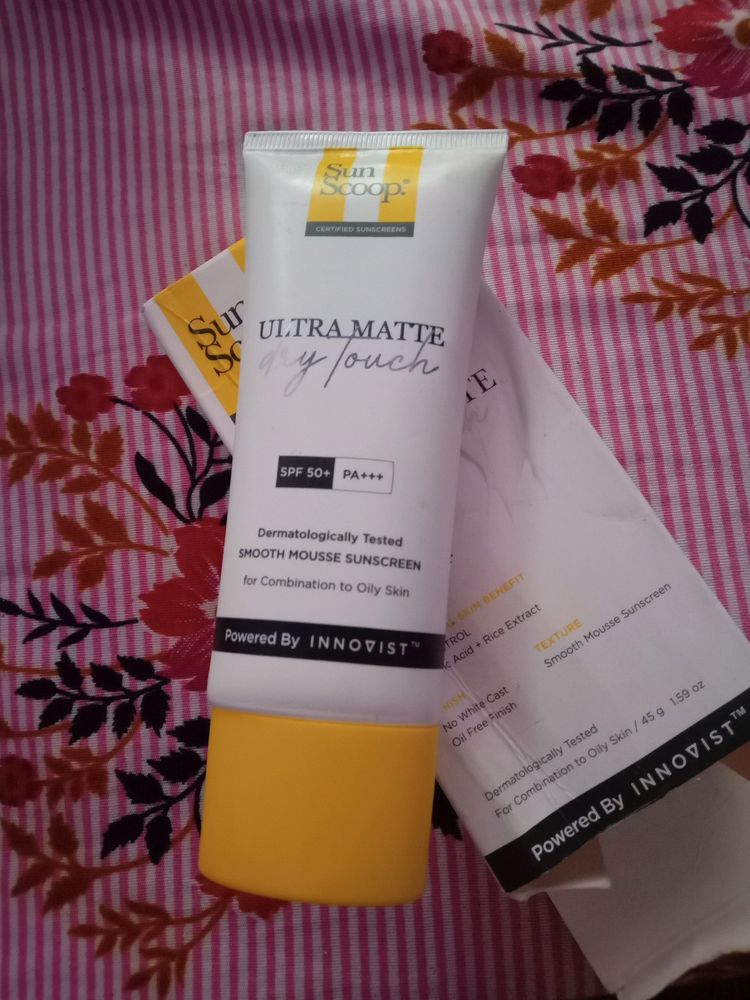 Sun
Scoop.®
CERTIFIED SUNSCREENS
ULTRA MATTE
dry Touch
SPF 50+ PA+++
Dermatologically Tested
SMOOTH MOUSSE SUNSCREEN
for Combination to Oily Skin
Powered By INNOVIST™
Sun
Sc
TE
L SKIN BENEFIT
TROL
c Acid + Rice Extract
TEXTURE
Smooth Mousse Sunscreen
NISH
No White Cast
Oil Free Finish
Dermatologically Tested
For Combination to Oily Skin / 45 g 1.59 oz
Powered By INNOVIST™